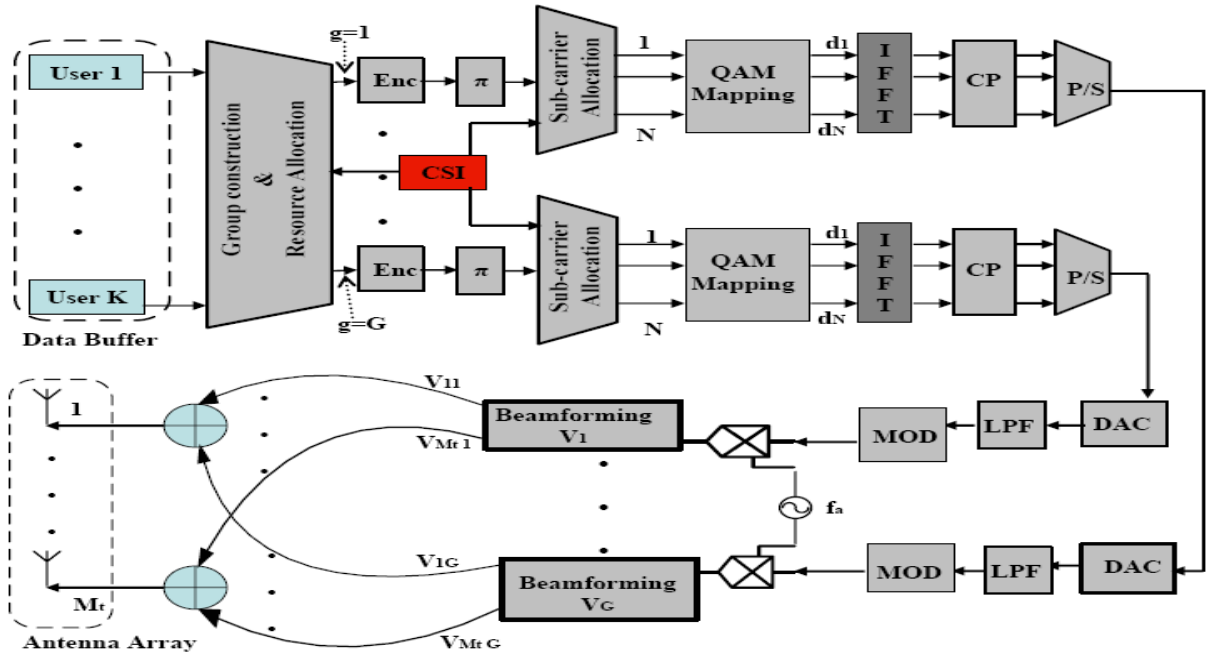 User 1
User K
Data Buffer
Group construction
&
Resource Allocation
g=1
Enc
π
Sub-carrier
Allocation
1
N
QAM
Mapping
d1
dN
I
F
F
T
CP
P/S
CSI
g=G
Enc
π
Sub-carrier
Allocation
1
N
QAM
Mapping
d1
dN
I
F
F
T
CP
P/S
1
Mt
Antenna Array
V11
VMt 1
V1G
VMt G
Beamforming
V1
fa
MOD
LPF
DAC
Beamforming
VG
MOD
LPF
DAC